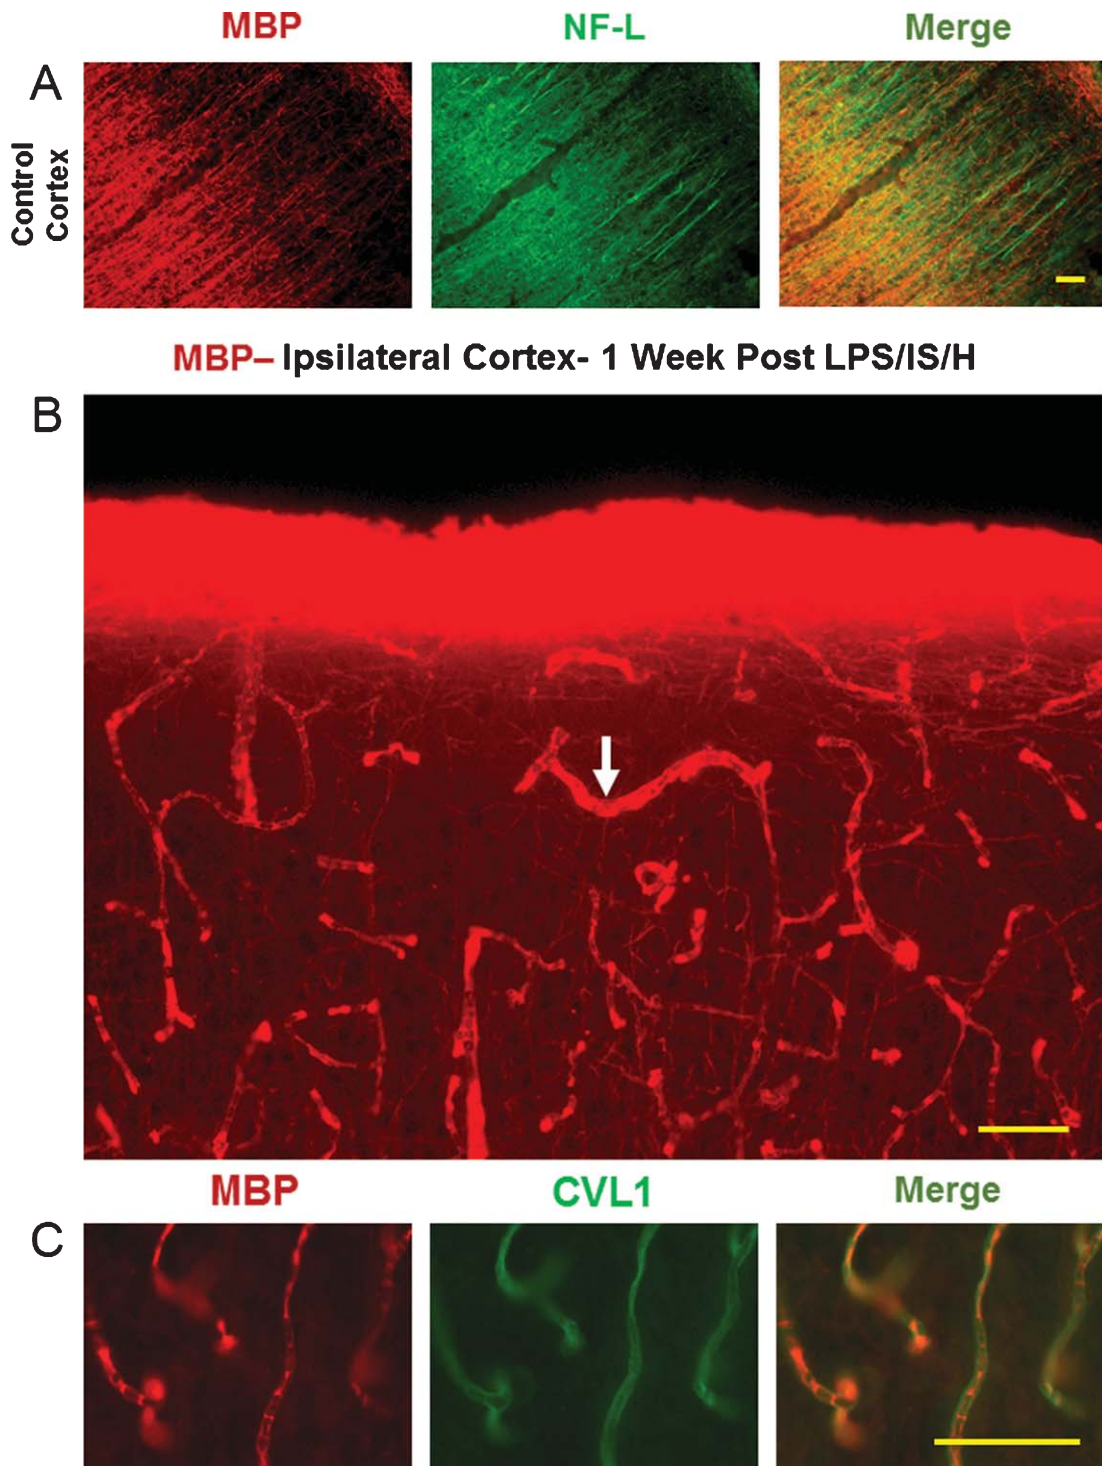 MBP NF-L Merge
A
Control
Cortex
MBP– Ipsilateral Cortex- 1 Week Post LPS/IS/H
B
MBP CVL1 Merge
C